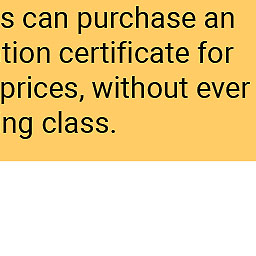 s can purchase an
tion certificate for
prices, without ever
ng class.